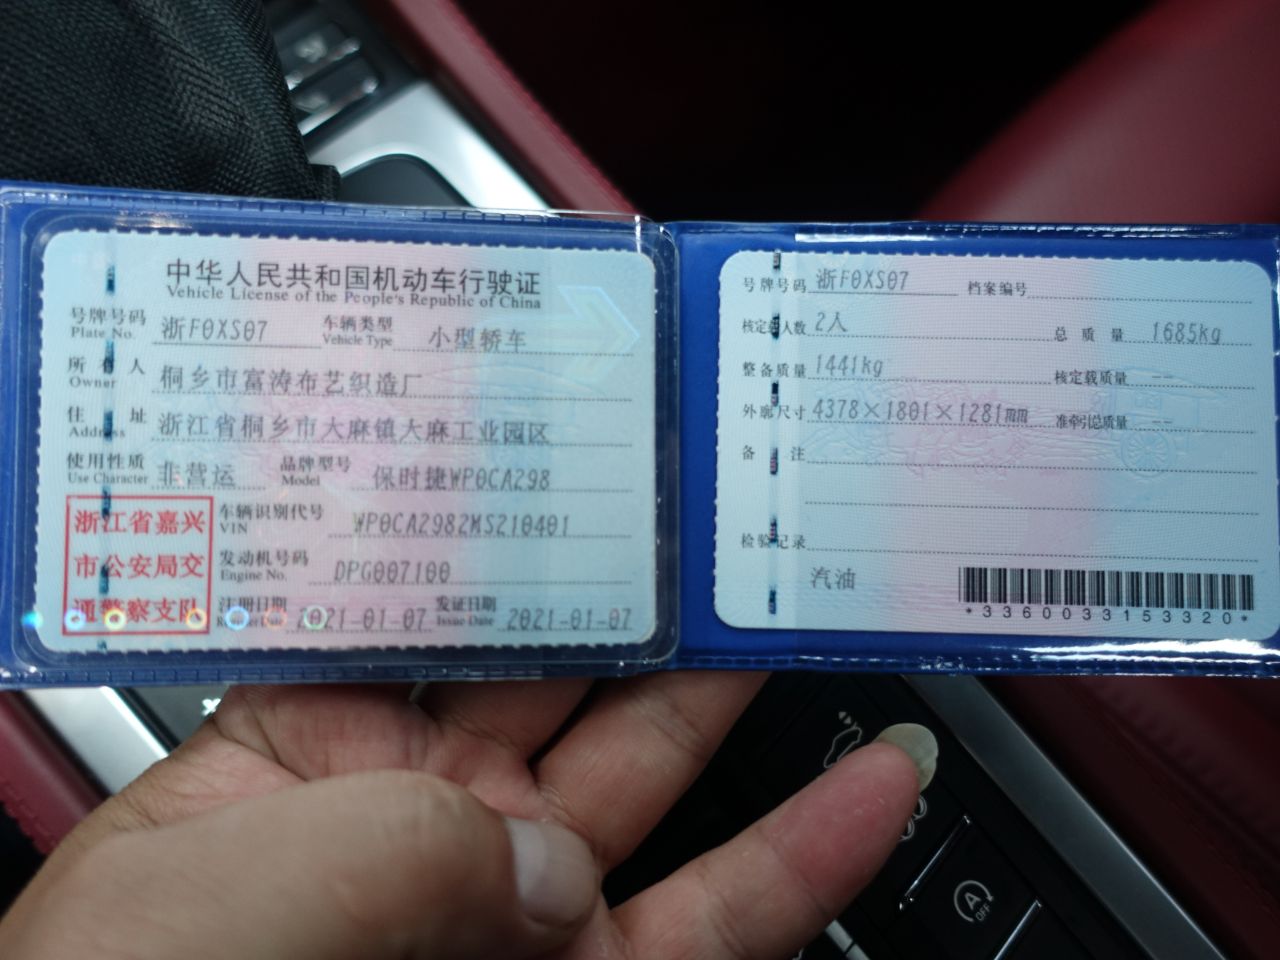 中华人民共和国机动车行驶证
Vehicle License of the People's Republic of China
号牌号码 浙F0XS07 车辆类型 小型轿车
Plate No. Vehicle Type
所有人 桐乡市富涛布艺织造厂
Owner
住址 浙江省桐乡市大麻镇大麻工业园区
Address
使用性质 非营运 品牌型号 保时捷WP0CA298
Use Character Model
浙江省嘉兴
市公安局交
通警察支队
车辆识别代号 WP0CA2982MS210401
VIN
发动机号码 DPG007100
Engine No.
注册日期 2021-01-07 发证日期 2021-01-07
Register Date Issue Date
号牌号码 浙F0XS07 档案编号
核定载人数 2人 总质量 1685kg
整备质量 1441kg 核定载质量 --
外廓尺寸 4378×1801×1281mm 准牵引总质量 --
备注
检验记录
汽油
*3360033153320*
A
OFF